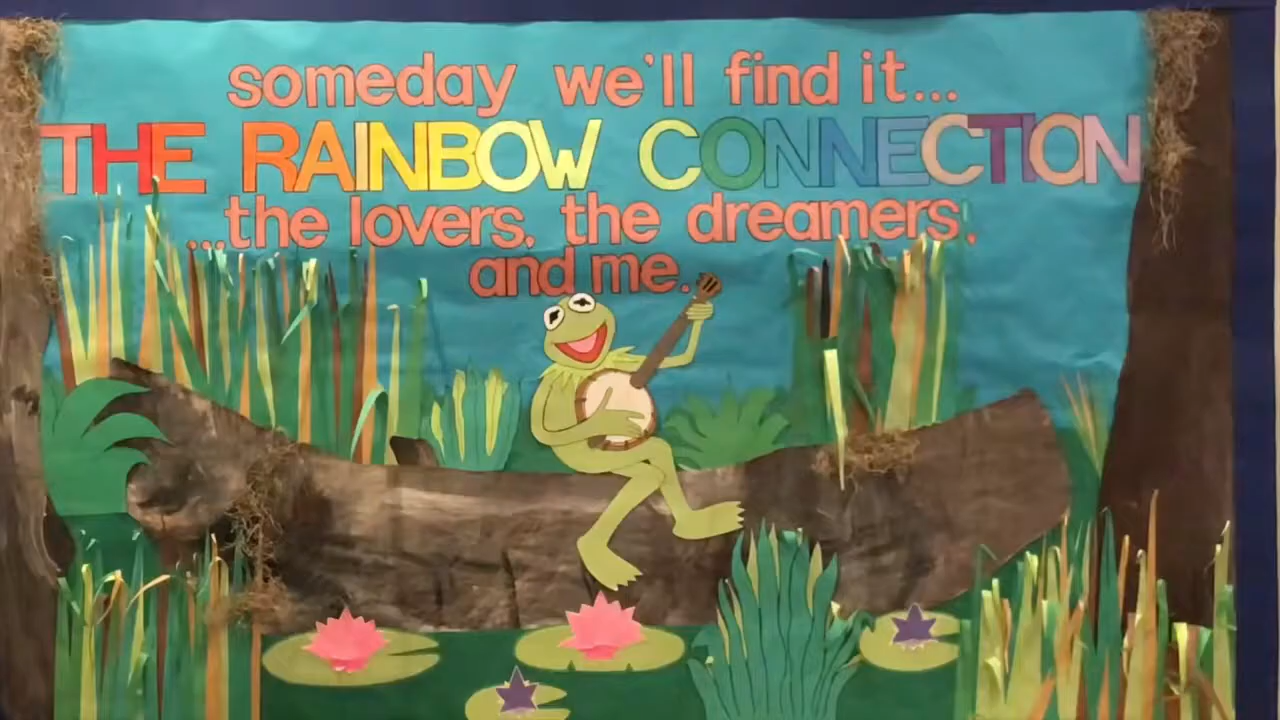 someday we'll find it...
THE RAINBOW CONNECTION
...the lovers, the dreamers,
and me.